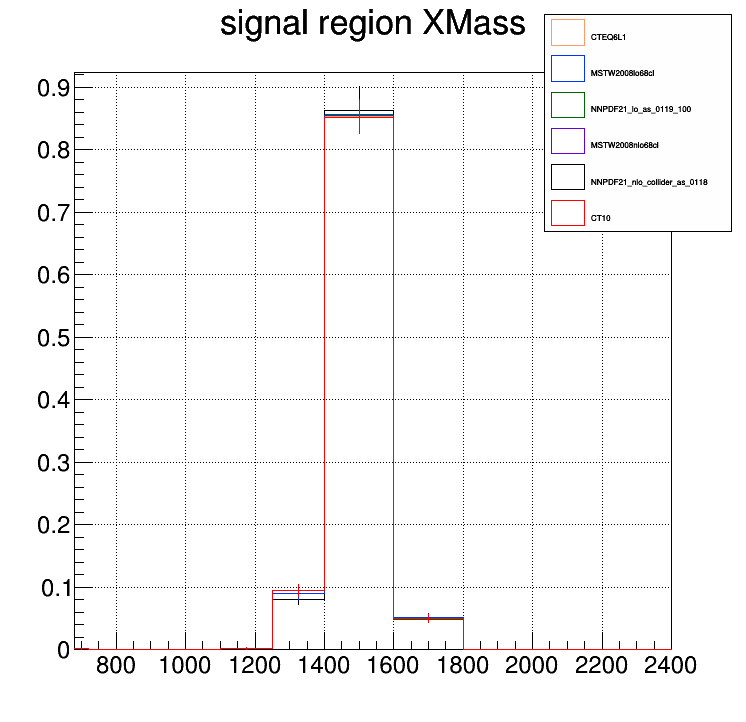 signal region XMass
CTEQ6L1
MSTW2008lo68cl
NNPDF21_lo_as_0119_100
MSTW2008nlo68cl
NNPDF21_nlo_collider_as_0118
CT10
0.9
0.8
0.7
0.6
0.5
0.4
0.3
0.2
0.1
0
800 1000 1200 1400 1600 1800 2000 2200 2400